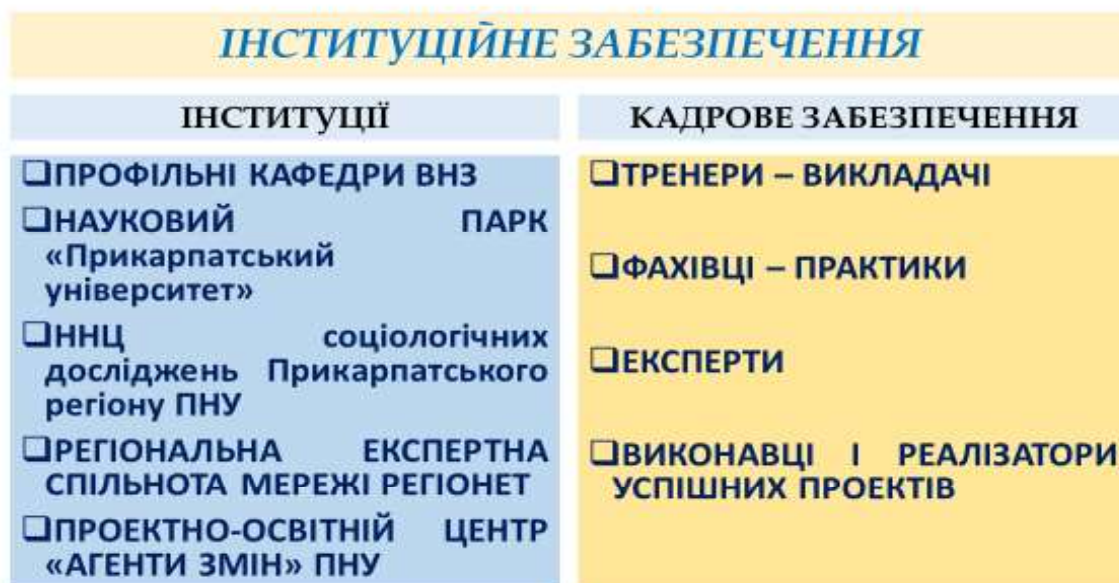 ІНСТИТУЦІЙНЕ ЗАБЕЗПЕЧЕННЯ
ІНСТИТУЦІЇ
❑ПРОФІЛЬНІ КАФЕДРИ ВНЗ
❑НАУКОВИЙ ПАРК
«Прикарпатський
університет»
❑ННЦ соціологічних
досліджень Прикарпатського
регіону ПНУ
❑РЕГІОНАЛЬНА ЕКСПЕРТНА
СПІЛЬНОТА МЕРЕЖІ РЕГІОНЕТ
❑ПРОЕКТНО-ОСВІТНІЙ ЦЕНТР
«АГЕНТИ ЗМІН» ПНУ
КАДРОВЕ ЗАБЕЗПЕЧЕННЯ
❑ТРЕНЕРИ – ВИКЛАДАЧІ
❑ФАХІВЦІ – ПРАКТИКИ
❑ЕКСПЕРТИ
❑ВИКОНАВЦІ І РЕАЛІЗАТОРИ
УСПІШНИХ ПРОЕКТІВ